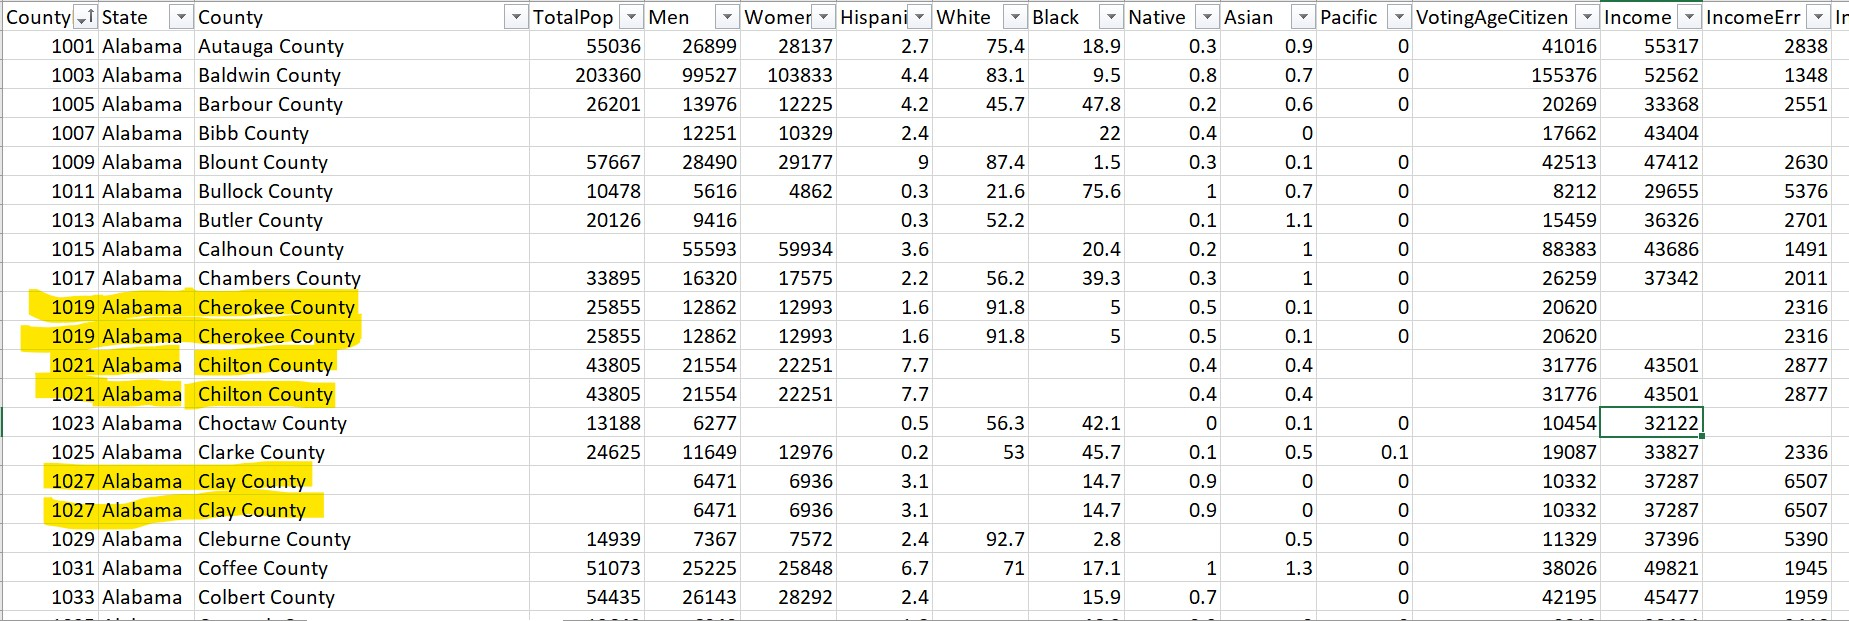 County State County TotalPop Men Women Hispani White Black Native Asian Pacific VotingAgeCitizen Income IncomeErr In
1001 Alabama Autauga County 55036 26899 28137 2.7 75.4 18.9 0.3 0.9 0 41016 55317 2838
1003 Alabama Baldwin County 203360 99527 103833 4.4 83.1 9.5 0.8 0.7 0 155376 52562 1348
1005 Alabama Barbour County 26201 13976 12225 4.2 45.7 47.8 0.2 0.6 0 20269 33368 2551
1007 Alabama Bibb County 12251 10329 2.4 22 0.4 0 17662 43404
1009 Alabama Blount County 57667 28490 29177 9 87.4 1.5 0.3 0.1 0 42513 47412 2630
1011 Alabama Bullock County 10478 5616 4862 0.3 21.6 75.6 1 0.7 0 8212 29655 5376
1013 Alabama Butler County 20126 9416 0.3 52.2 0.1 1.1 0 15459 36326 2701
1015 Alabama Calhoun County 55593 59934 3.6 20.4 0.2 1 0 88383 43686 1491
1017 Alabama Chambers County 33895 16320 17575 2.2 56.2 39.3 0.3 1 0 26259 37342 2011
1019 Alabama Cherokee County 25855 12862 12993 1.6 91.8 5 0.5 0.1 0 20620 2316
1019 Alabama Cherokee County 25855 12862 12993 1.6 91.8 5 0.5 0.1 0 20620 2316
1021 Alabama Chilton County 43805 21554 22251 7.7 0.4 0.4 31776 43501 2877
1021 Alabama Chilton County 43805 21554 22251 7.7 0.4 0.4 31776 43501 2877
1023 Alabama Choctaw County 13188 6277 0.5 56.3 42.1 0 0.1 0 10454 32122
1025 Alabama Clarke County 24625 11649 12976 0.2 53 45.7 0.1 0.5 0.1 19087 33827 2336
1027 Alabama Clay County 6471 6936 3.1 14.7 0.9 0 0 10332 37287 6507
1027 Alabama Clay County 6471 6936 3.1 14.7 0.9 0 0 10332 37287 6507
1029 Alabama Cleburne County 14939 7367 7572 2.4 92.7 2.8 0.5 0 11329 37396 5390
1031 Alabama Coffee County 51073 25225 25848 6.7 71 17.1 1 1.3 0 38026 49821 1945
1033 Alabama Colbert County 54435 26143 28292 2.4 15.9 0.7 0 42195 45477 1959